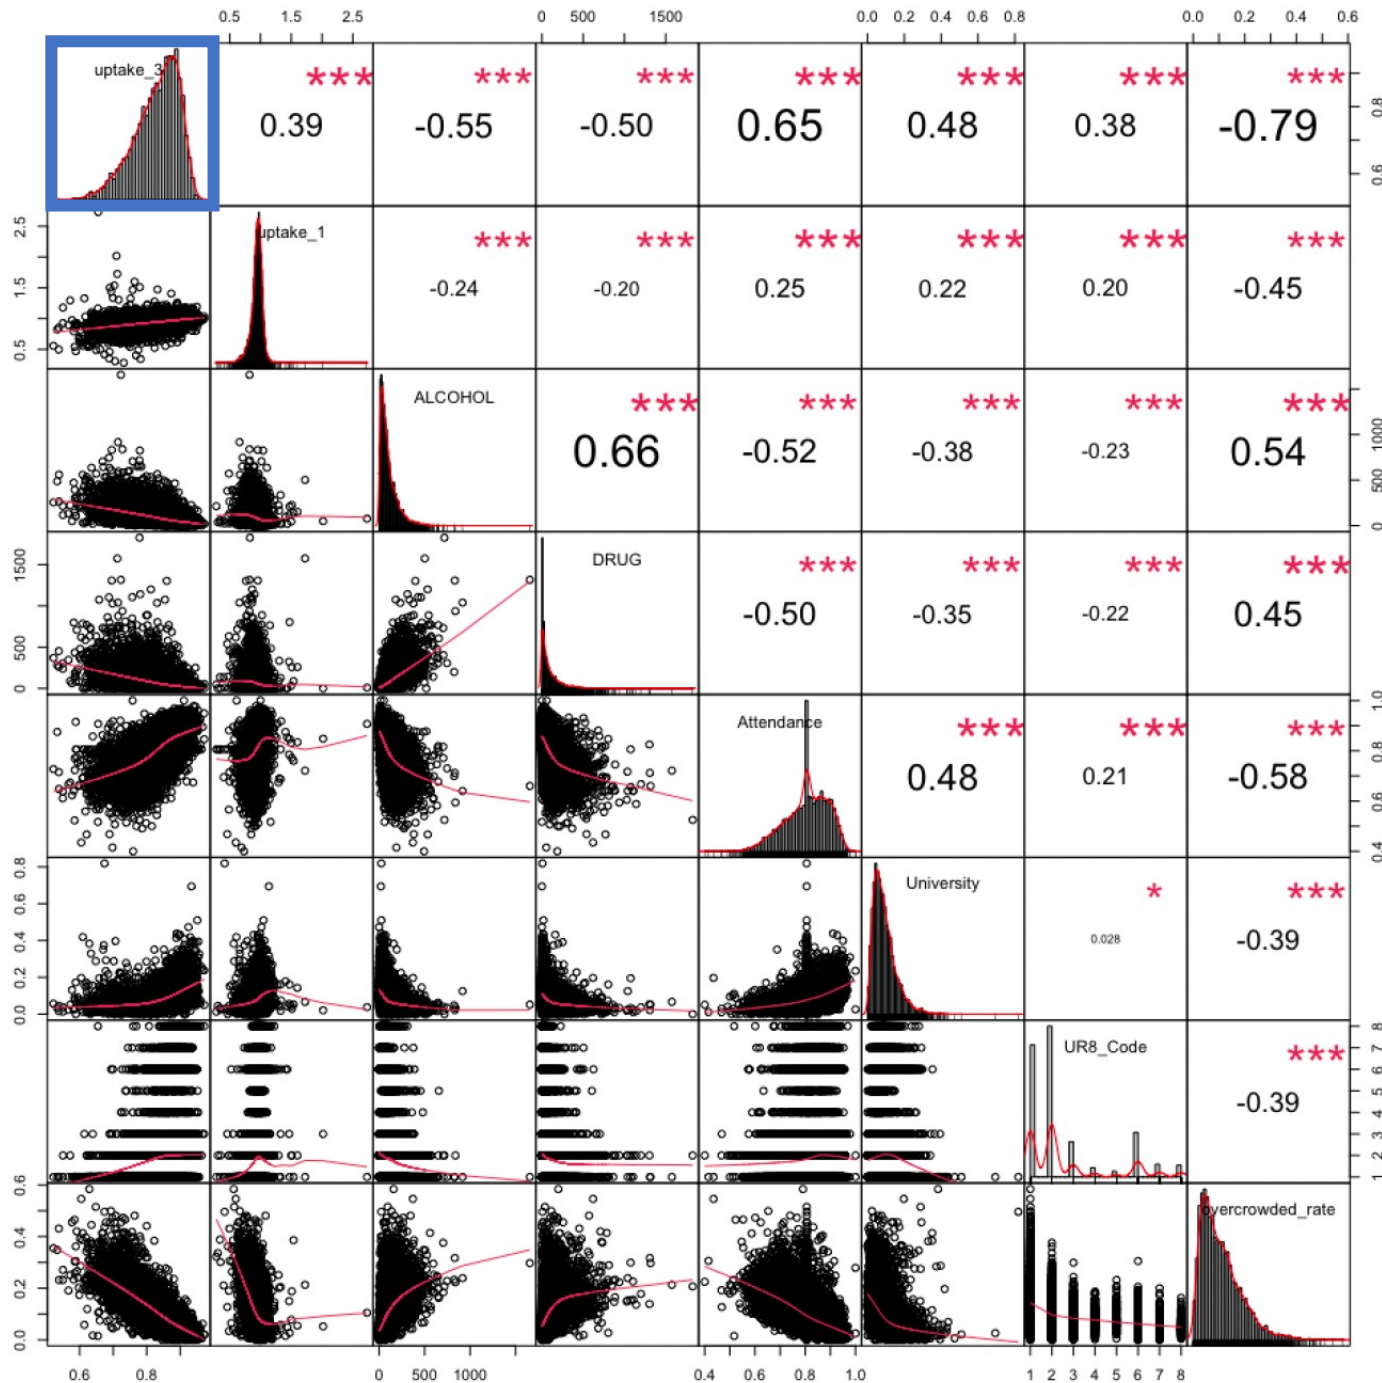 0.5 1.5 2.5 0 500 1500 0.0 0.2 0.4 0.6 0.8 0.0 0.2 0.4 0.6
uptake_3 *** 0.39 *** -0.55 *** -0.50 *** 0.65 *** 0.48 *** 0.38 *** -0.79
0.6 0.8
uptake_1 *** -0.24 *** -0.20 *** 0.25 *** 0.22 *** 0.20 *** -0.45
0.5 1.5 2.5
ALCOHOL *** 0.66 *** -0.52 *** -0.38 *** -0.23 *** 0.54
0 500 1000
DRUG *** -0.50 *** -0.35 *** -0.22 *** 0.45
0 500 1500
Attendance *** 0.48 *** 0.21 *** -0.58
0.4 0.6 0.8 1.0
University * 0.028 *** -0.39
0.0 0.2 0.4 0.6 0.8
UR8_Code *** -0.39
1 2 3 4 5 6 7 8
overcrowded_rate
0.0 0.2 0.4 0.6
0.6 0.8 0 500 1000 0.4 0.6 0.8 1.0 1 2 3 4 5 6 7 8